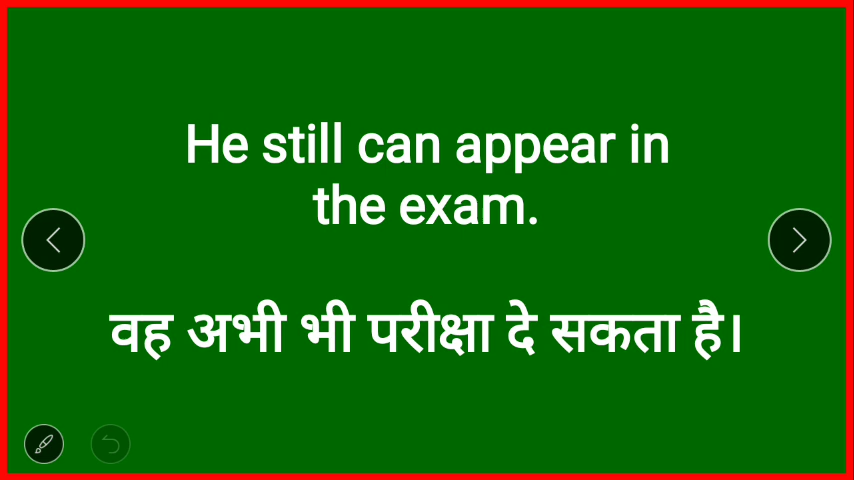 He still can appear in
the exam.
वह अभी भी परीक्षा दे सकता है।